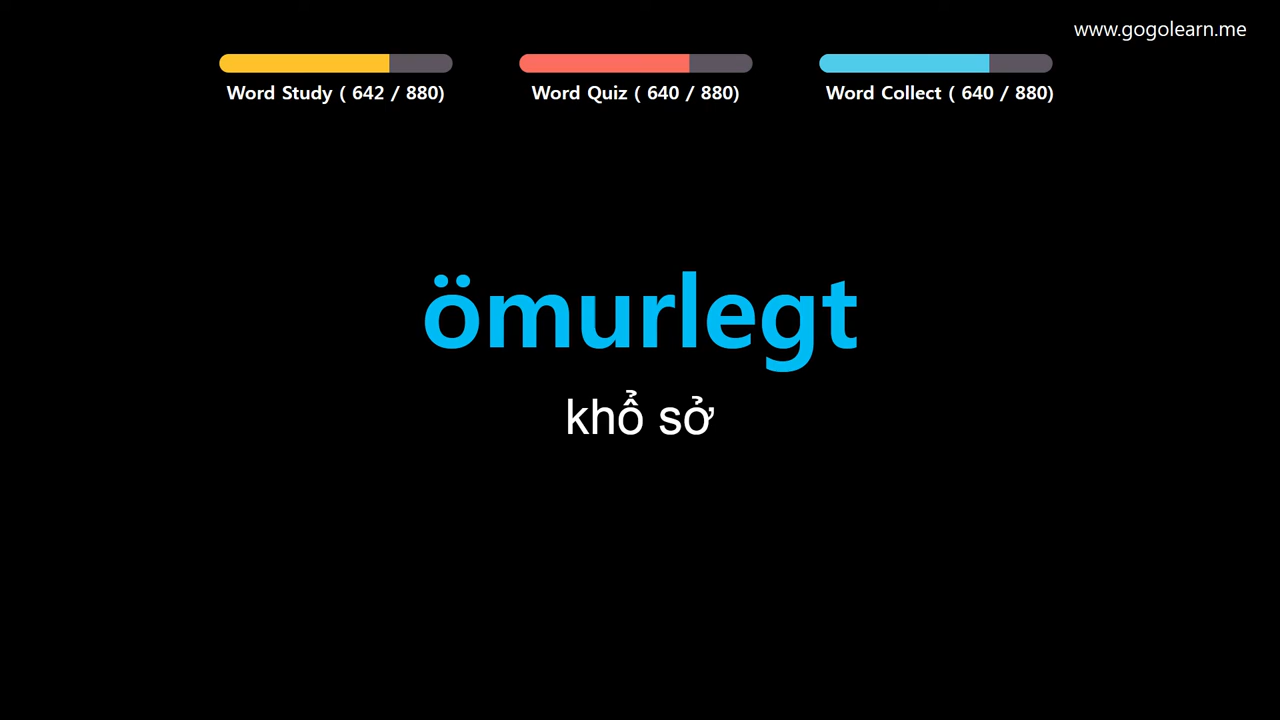 www.gogolearn.me
Word Study ( 642 / 880)
Word Quiz ( 640 / 880)
Word Collect ( 640 / 880)
ömurlegt
khổ sở